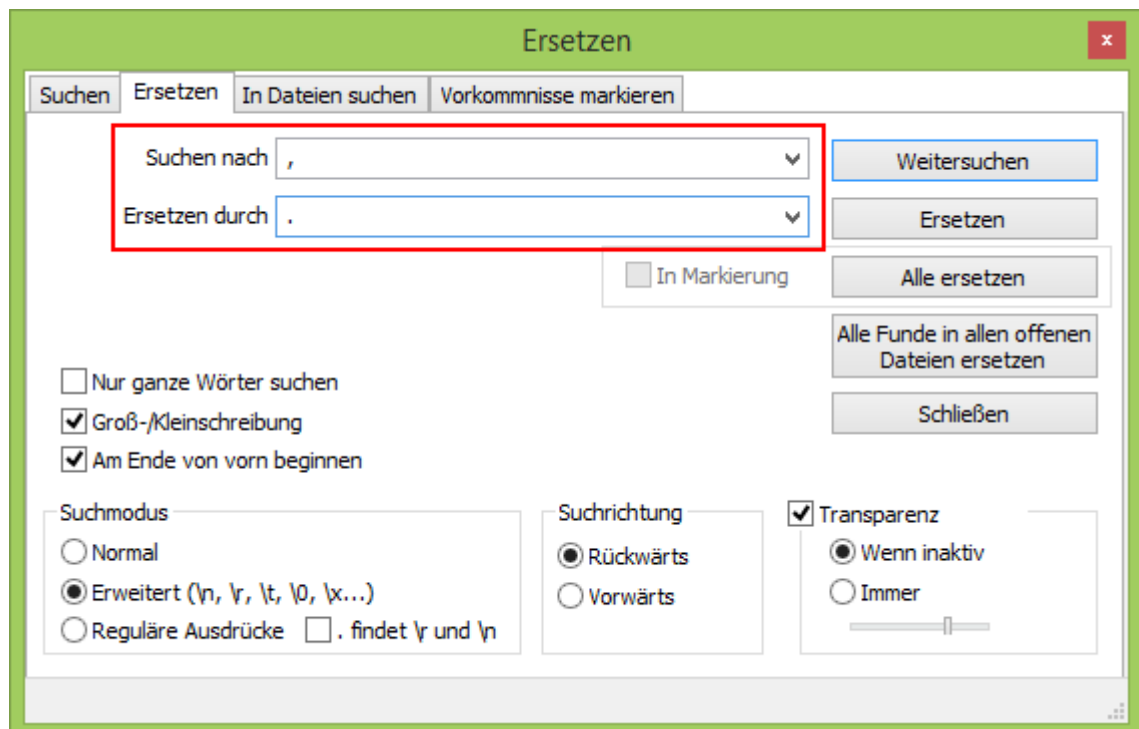 Ersetzen
x
Suchen Ersetzen In Dateien suchen Vorkommnisse markieren
Suchen nach , Weitersuchen
Ersetzen durch . Ersetzen
In Markierung Alle ersetzen
Alle Funde in allen offenen
Dateien ersetzen
Nur ganze Wörter suchen
Groß-/Kleinschreibung Schließen
Am Ende von vorn beginnen
Suchmodus Suchrichtung Transparenz
Normal Rückwärts Wenn inaktiv
Erweitert (\n, \r, \t, \0, \x...) Vorwärts Immer
Reguläre Ausdrücke . findet \r und \n